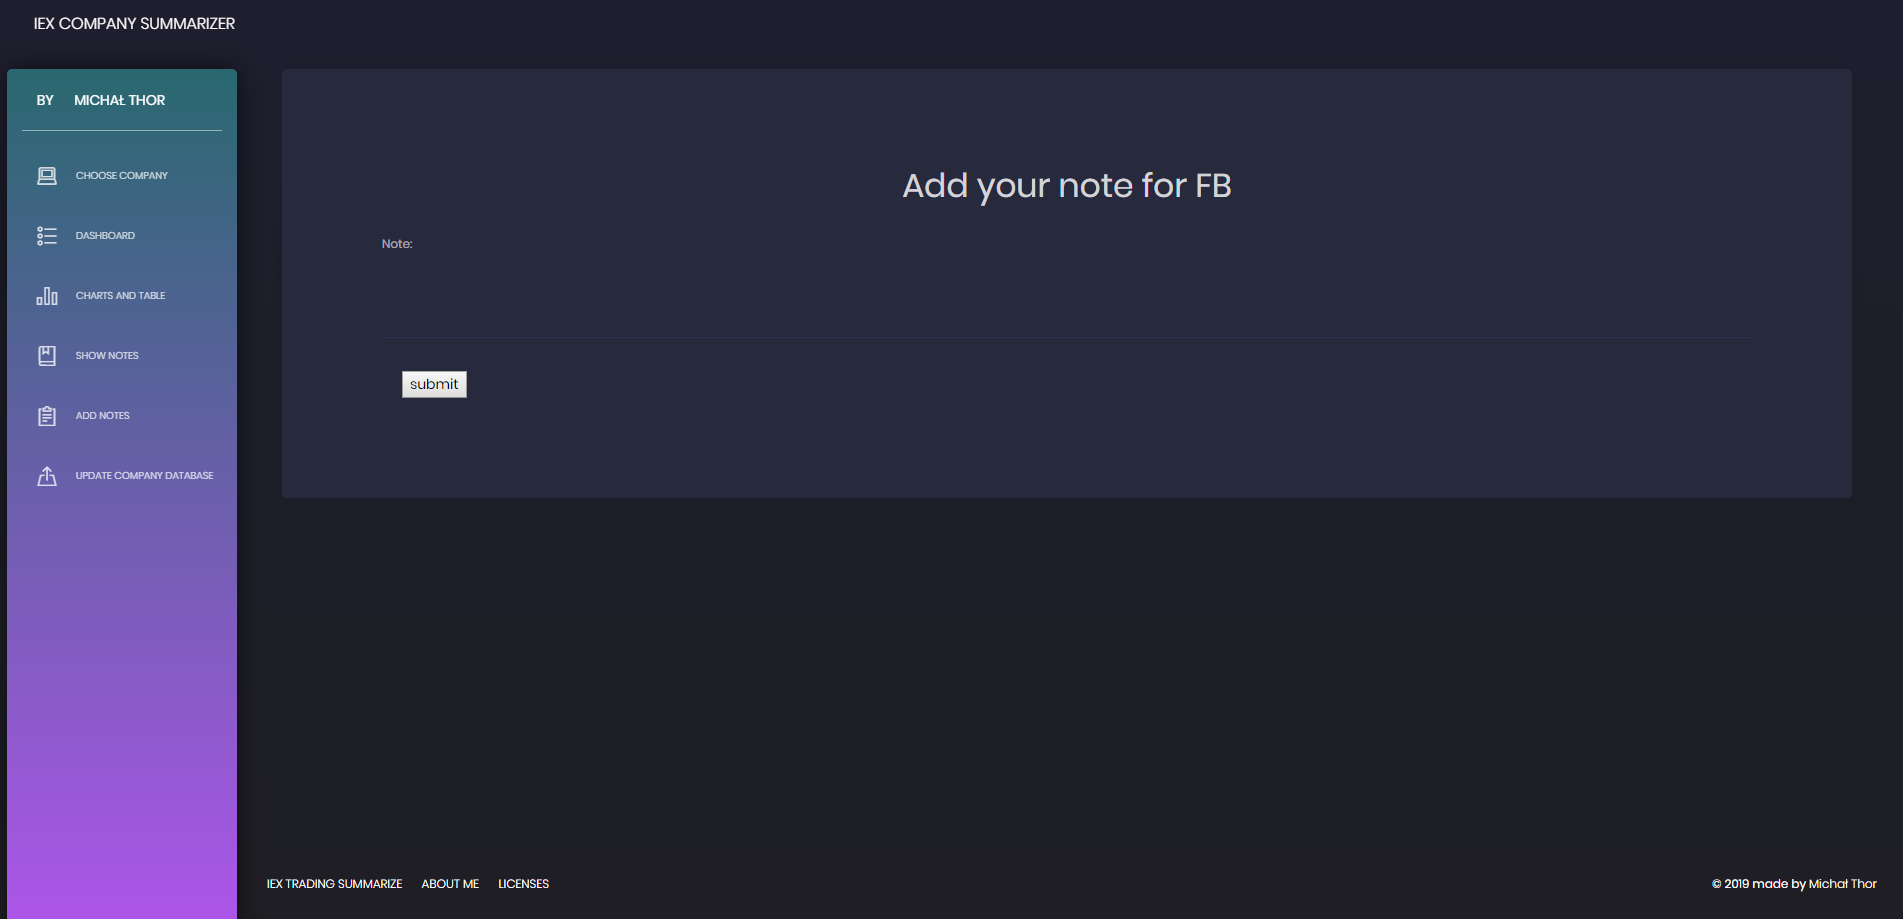 IEX COMPANY SUMMARIZER
BY MICHAŁ THOR
CHOOSE COMPANY
DASHBOARD
CHARTS AND TABLE
SHOW NOTES
ADD NOTES
UPDATE COMPANY DATABASE
Add your note for FB
Note:
submit
IEX TRADING SUMMARIZE ABOUT ME LICENSES
© 2019 made by Michał Thor